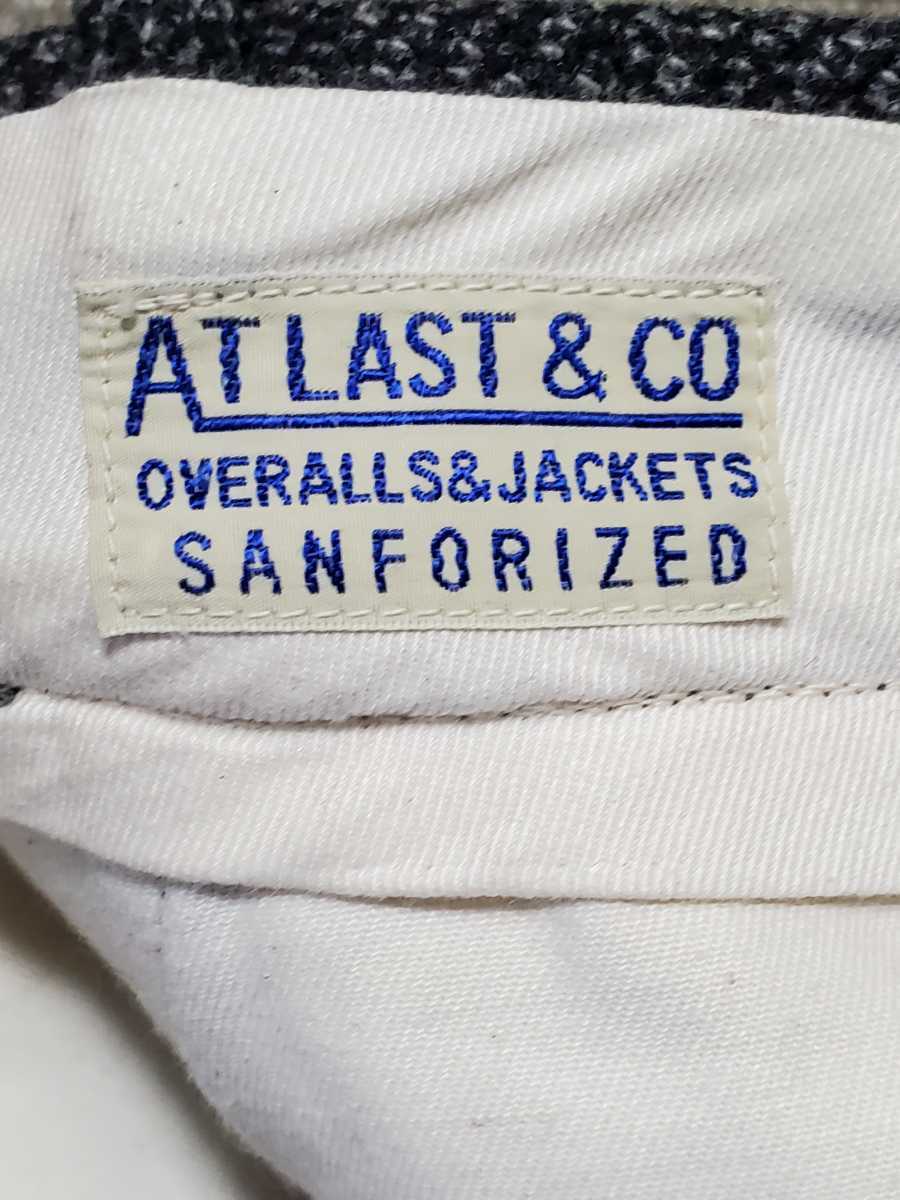 AT LAST & CO
OVERALLS&JACKETS
SANFORIZED